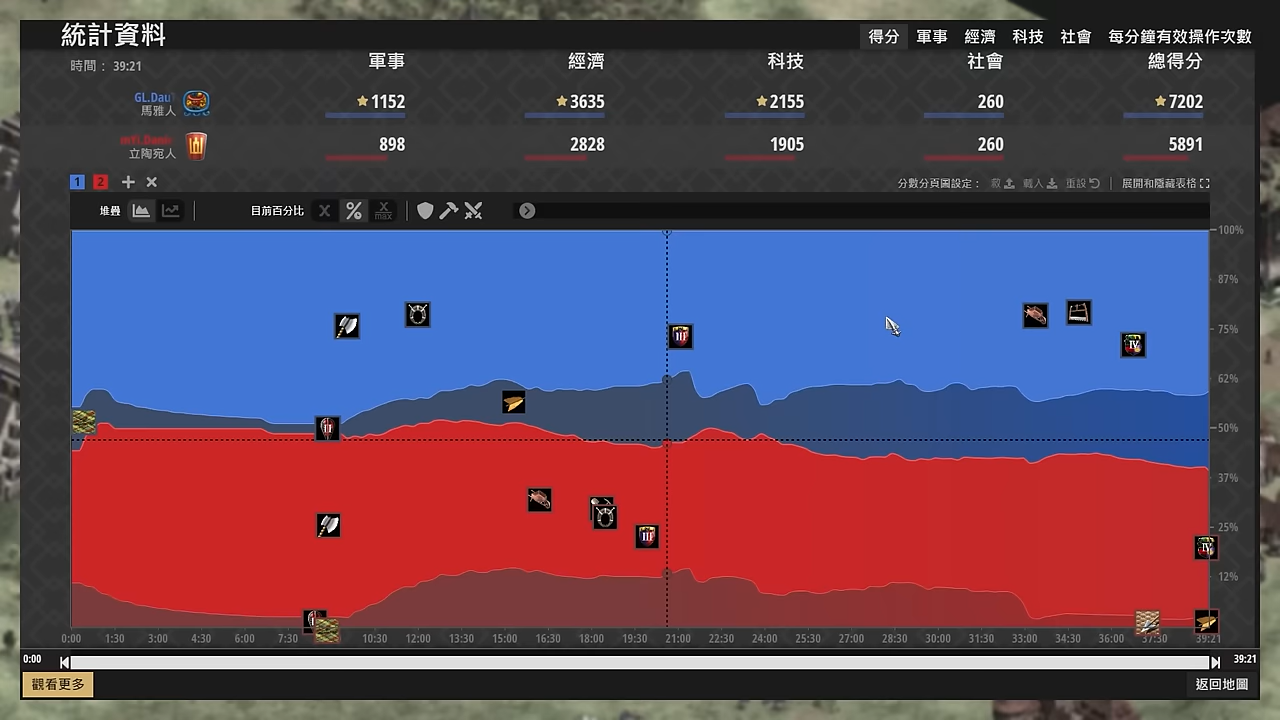 統計資料
得分 軍事 經濟 科技 社會 每分鐘有效操作次數
時間： 39:21
軍事 經濟 科技 社會 總得分
GL.Dau
馬雅人
1152 3635 2155 260 7202
立陶宛人
898 2828 1905 260 5891
1 2
分數分頁圖設定： 載入 重設 展開和隱藏表格
堆疊 目前百分比 X % X max
100%
87%
75%
62%
50%
37%
25%
12%
III
IV
II
III
IV
0:00 1:30 3:00 4:30 6:00 7:30 10:30 12:00 13:30 15:00 16:30 18:00 19:30 21:00 22:30 24:00 25:30 27:00 28:30 30:00 31:30 33:00 34:30 36:00 37:30 39:21
0:00 39:21
觀看更多 返回地圖